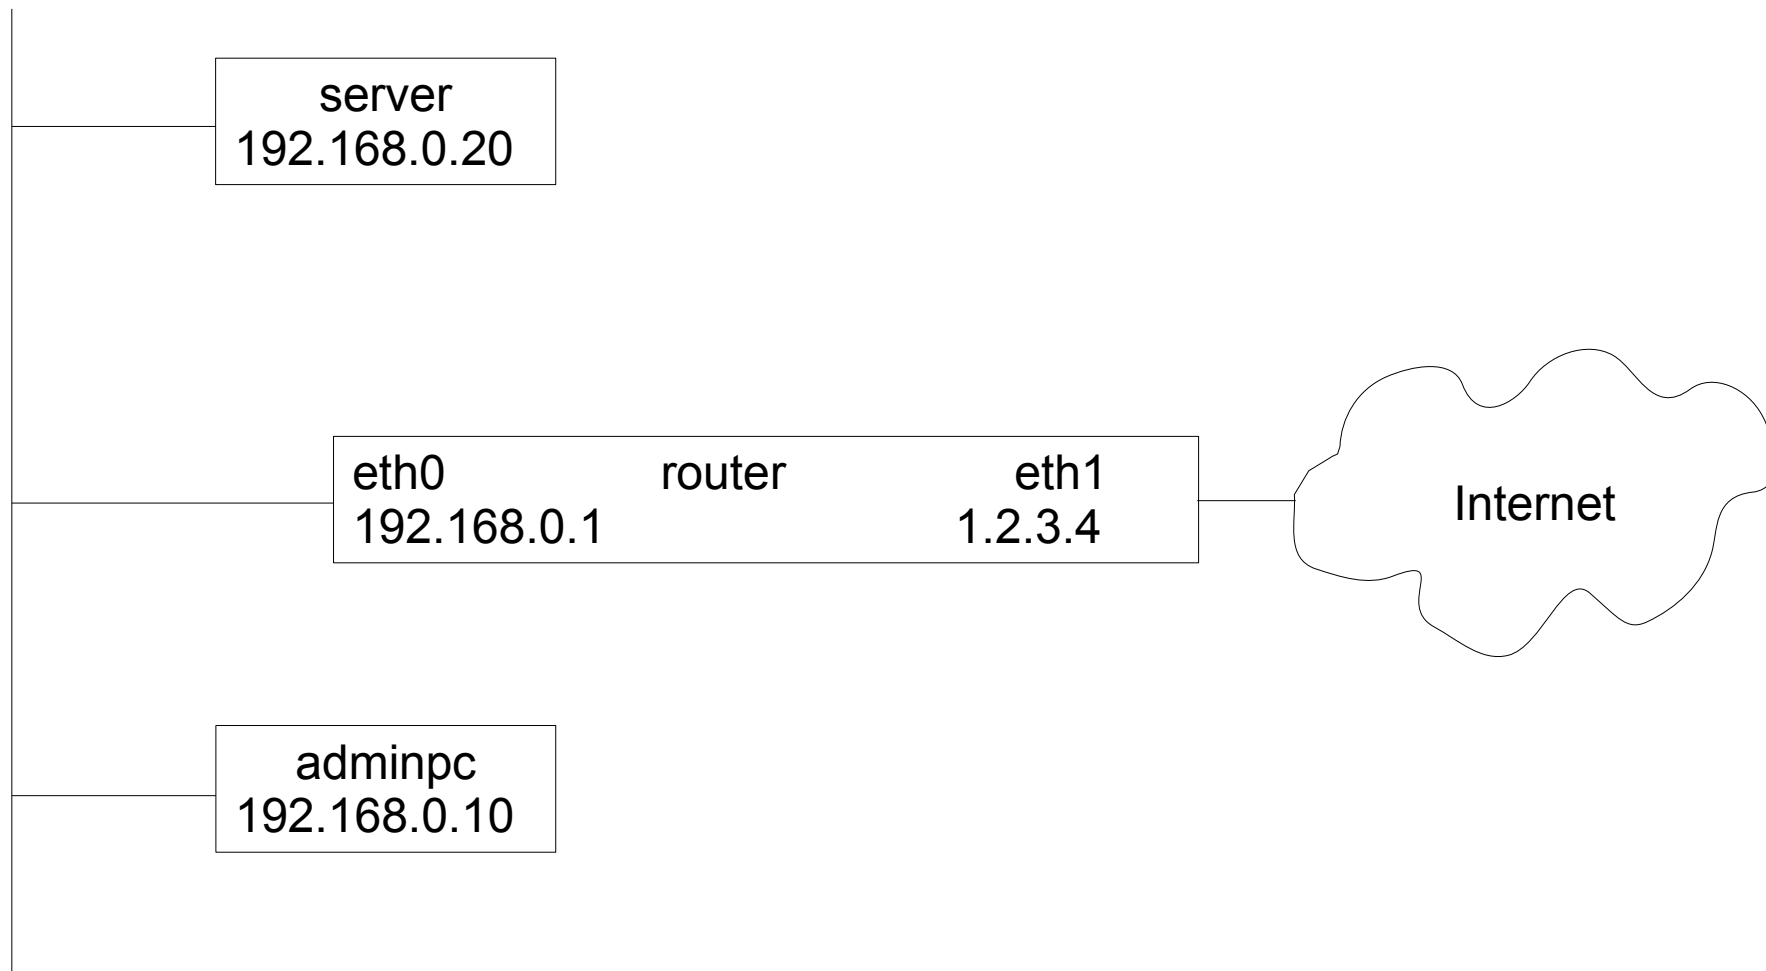 server
192.168.0.20
eth0 router eth1
192.168.0.1 1.2.3.4
Internet
adminpc
192.168.0.10